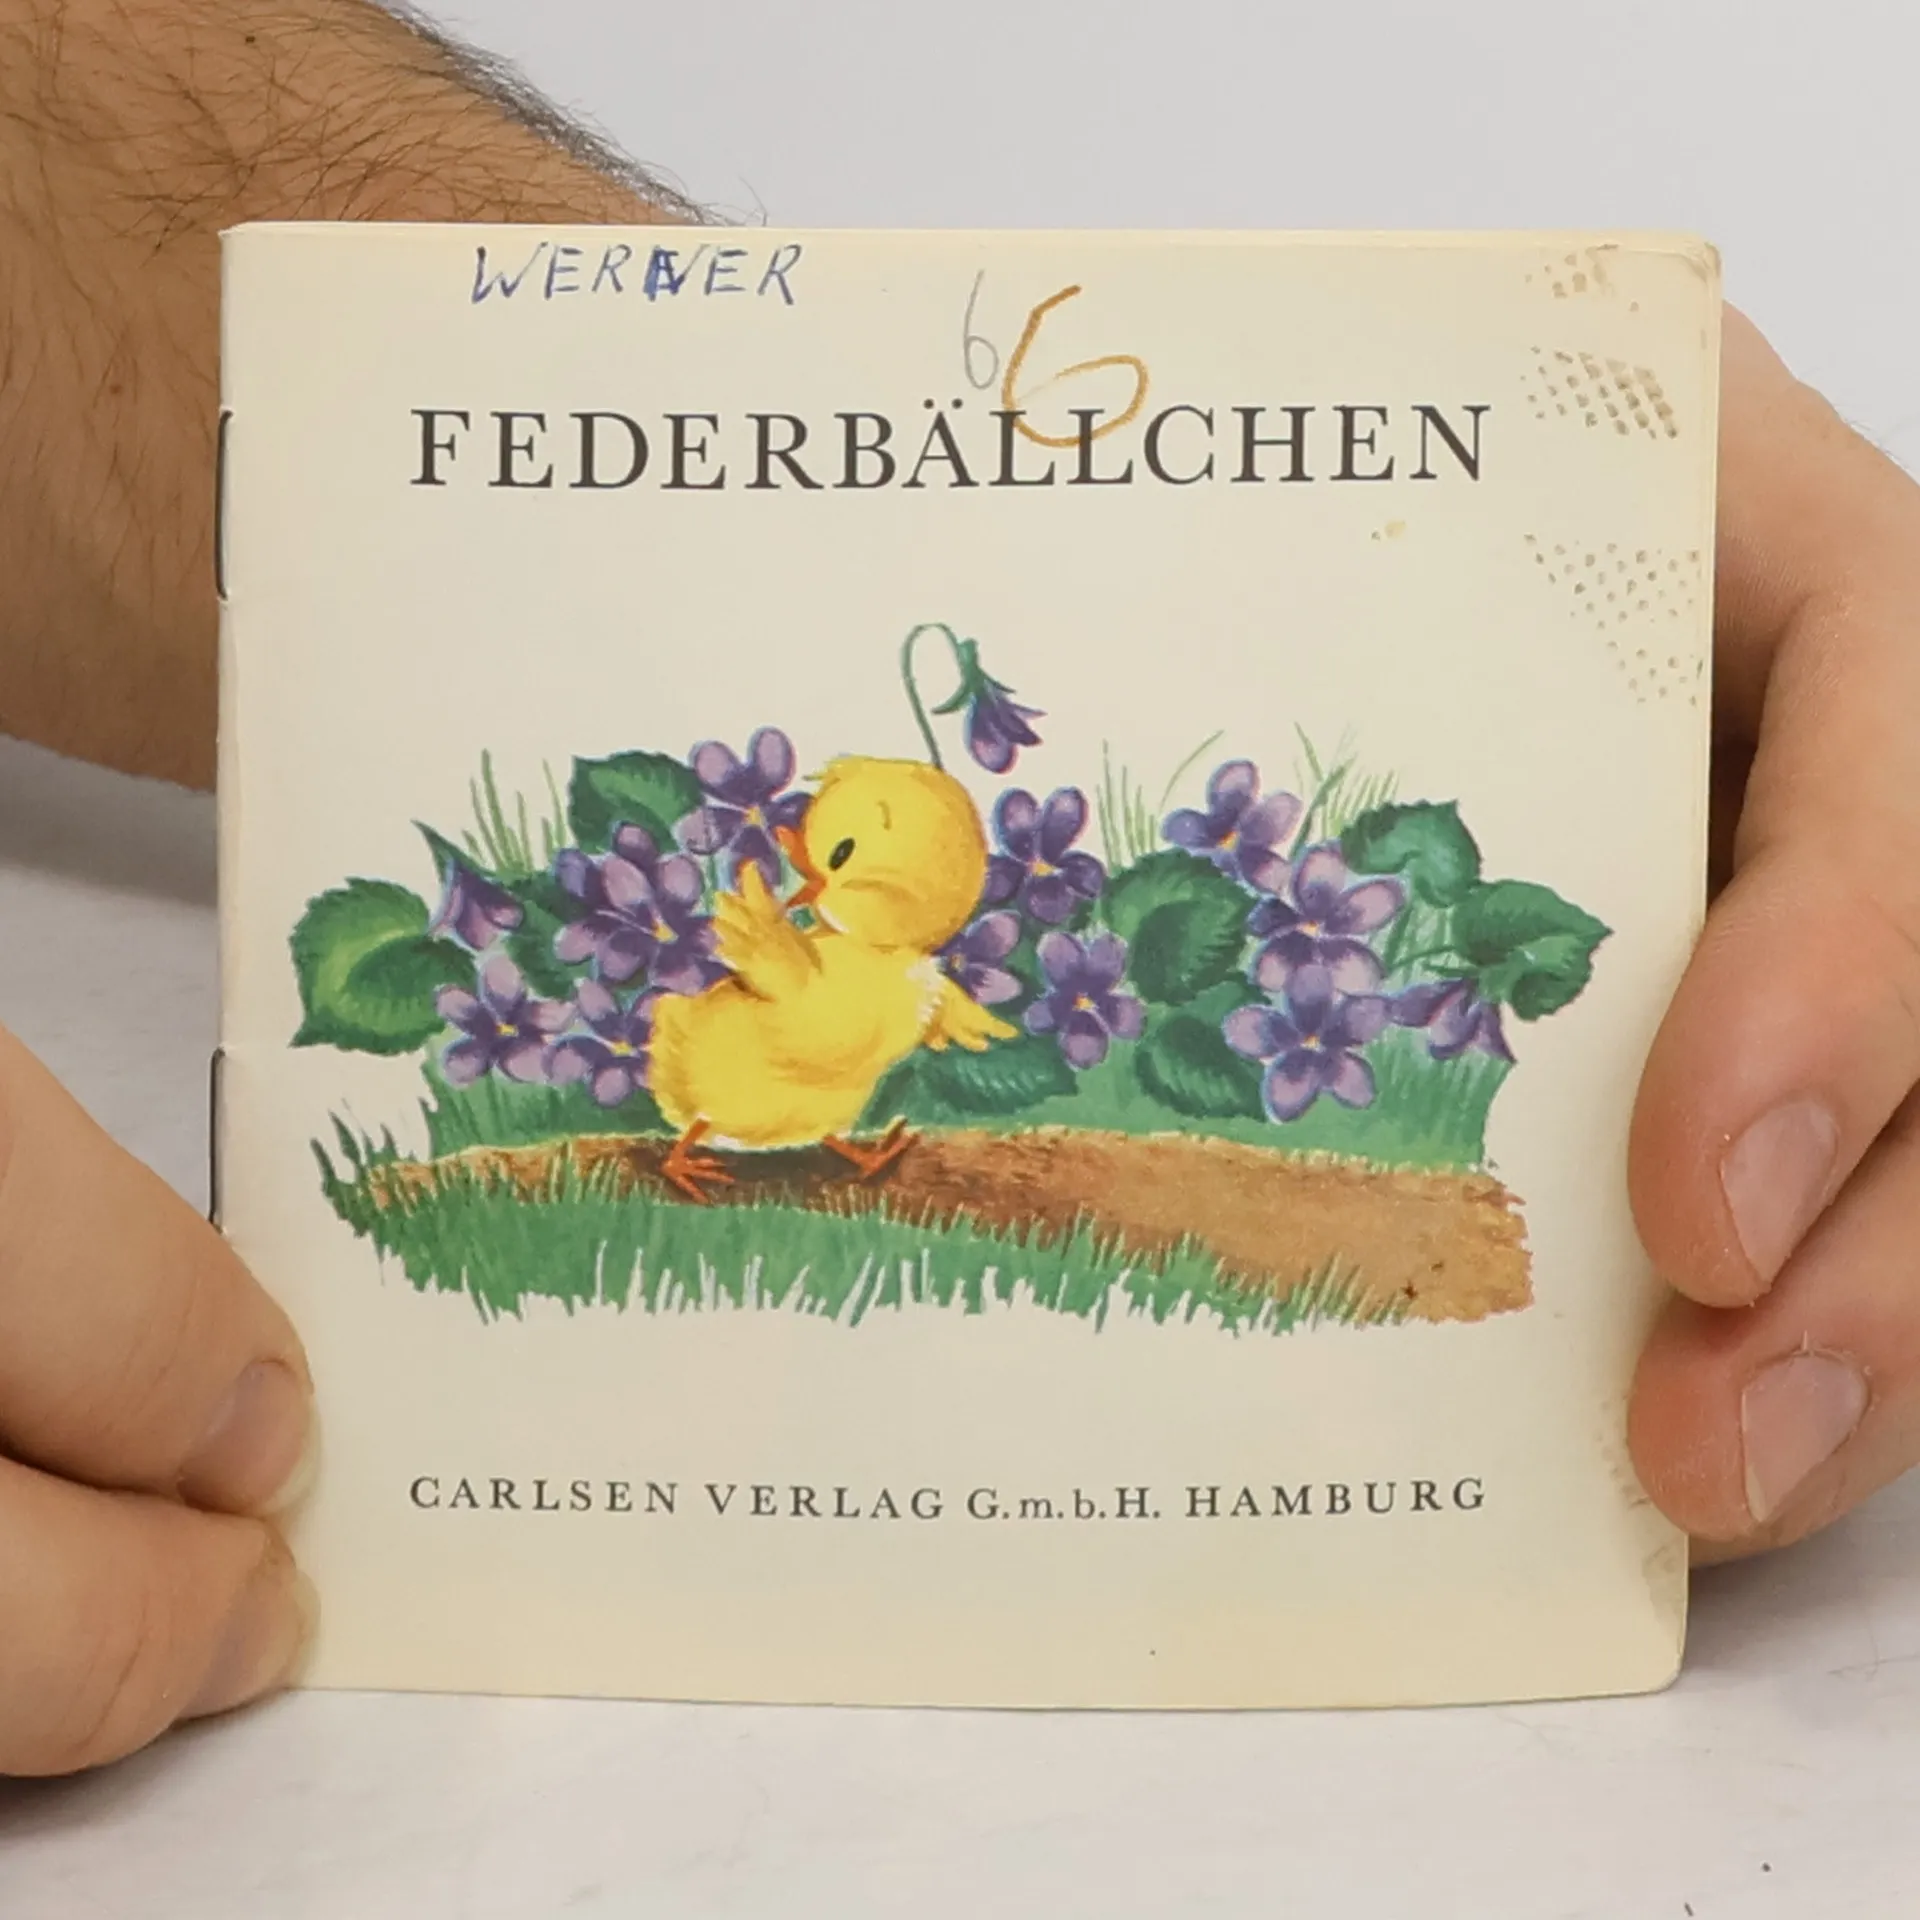 WERNER
6 6
FEDERBÄLLCHEN
CARLSEN VERLAG G.m.b.H. HAMBURG